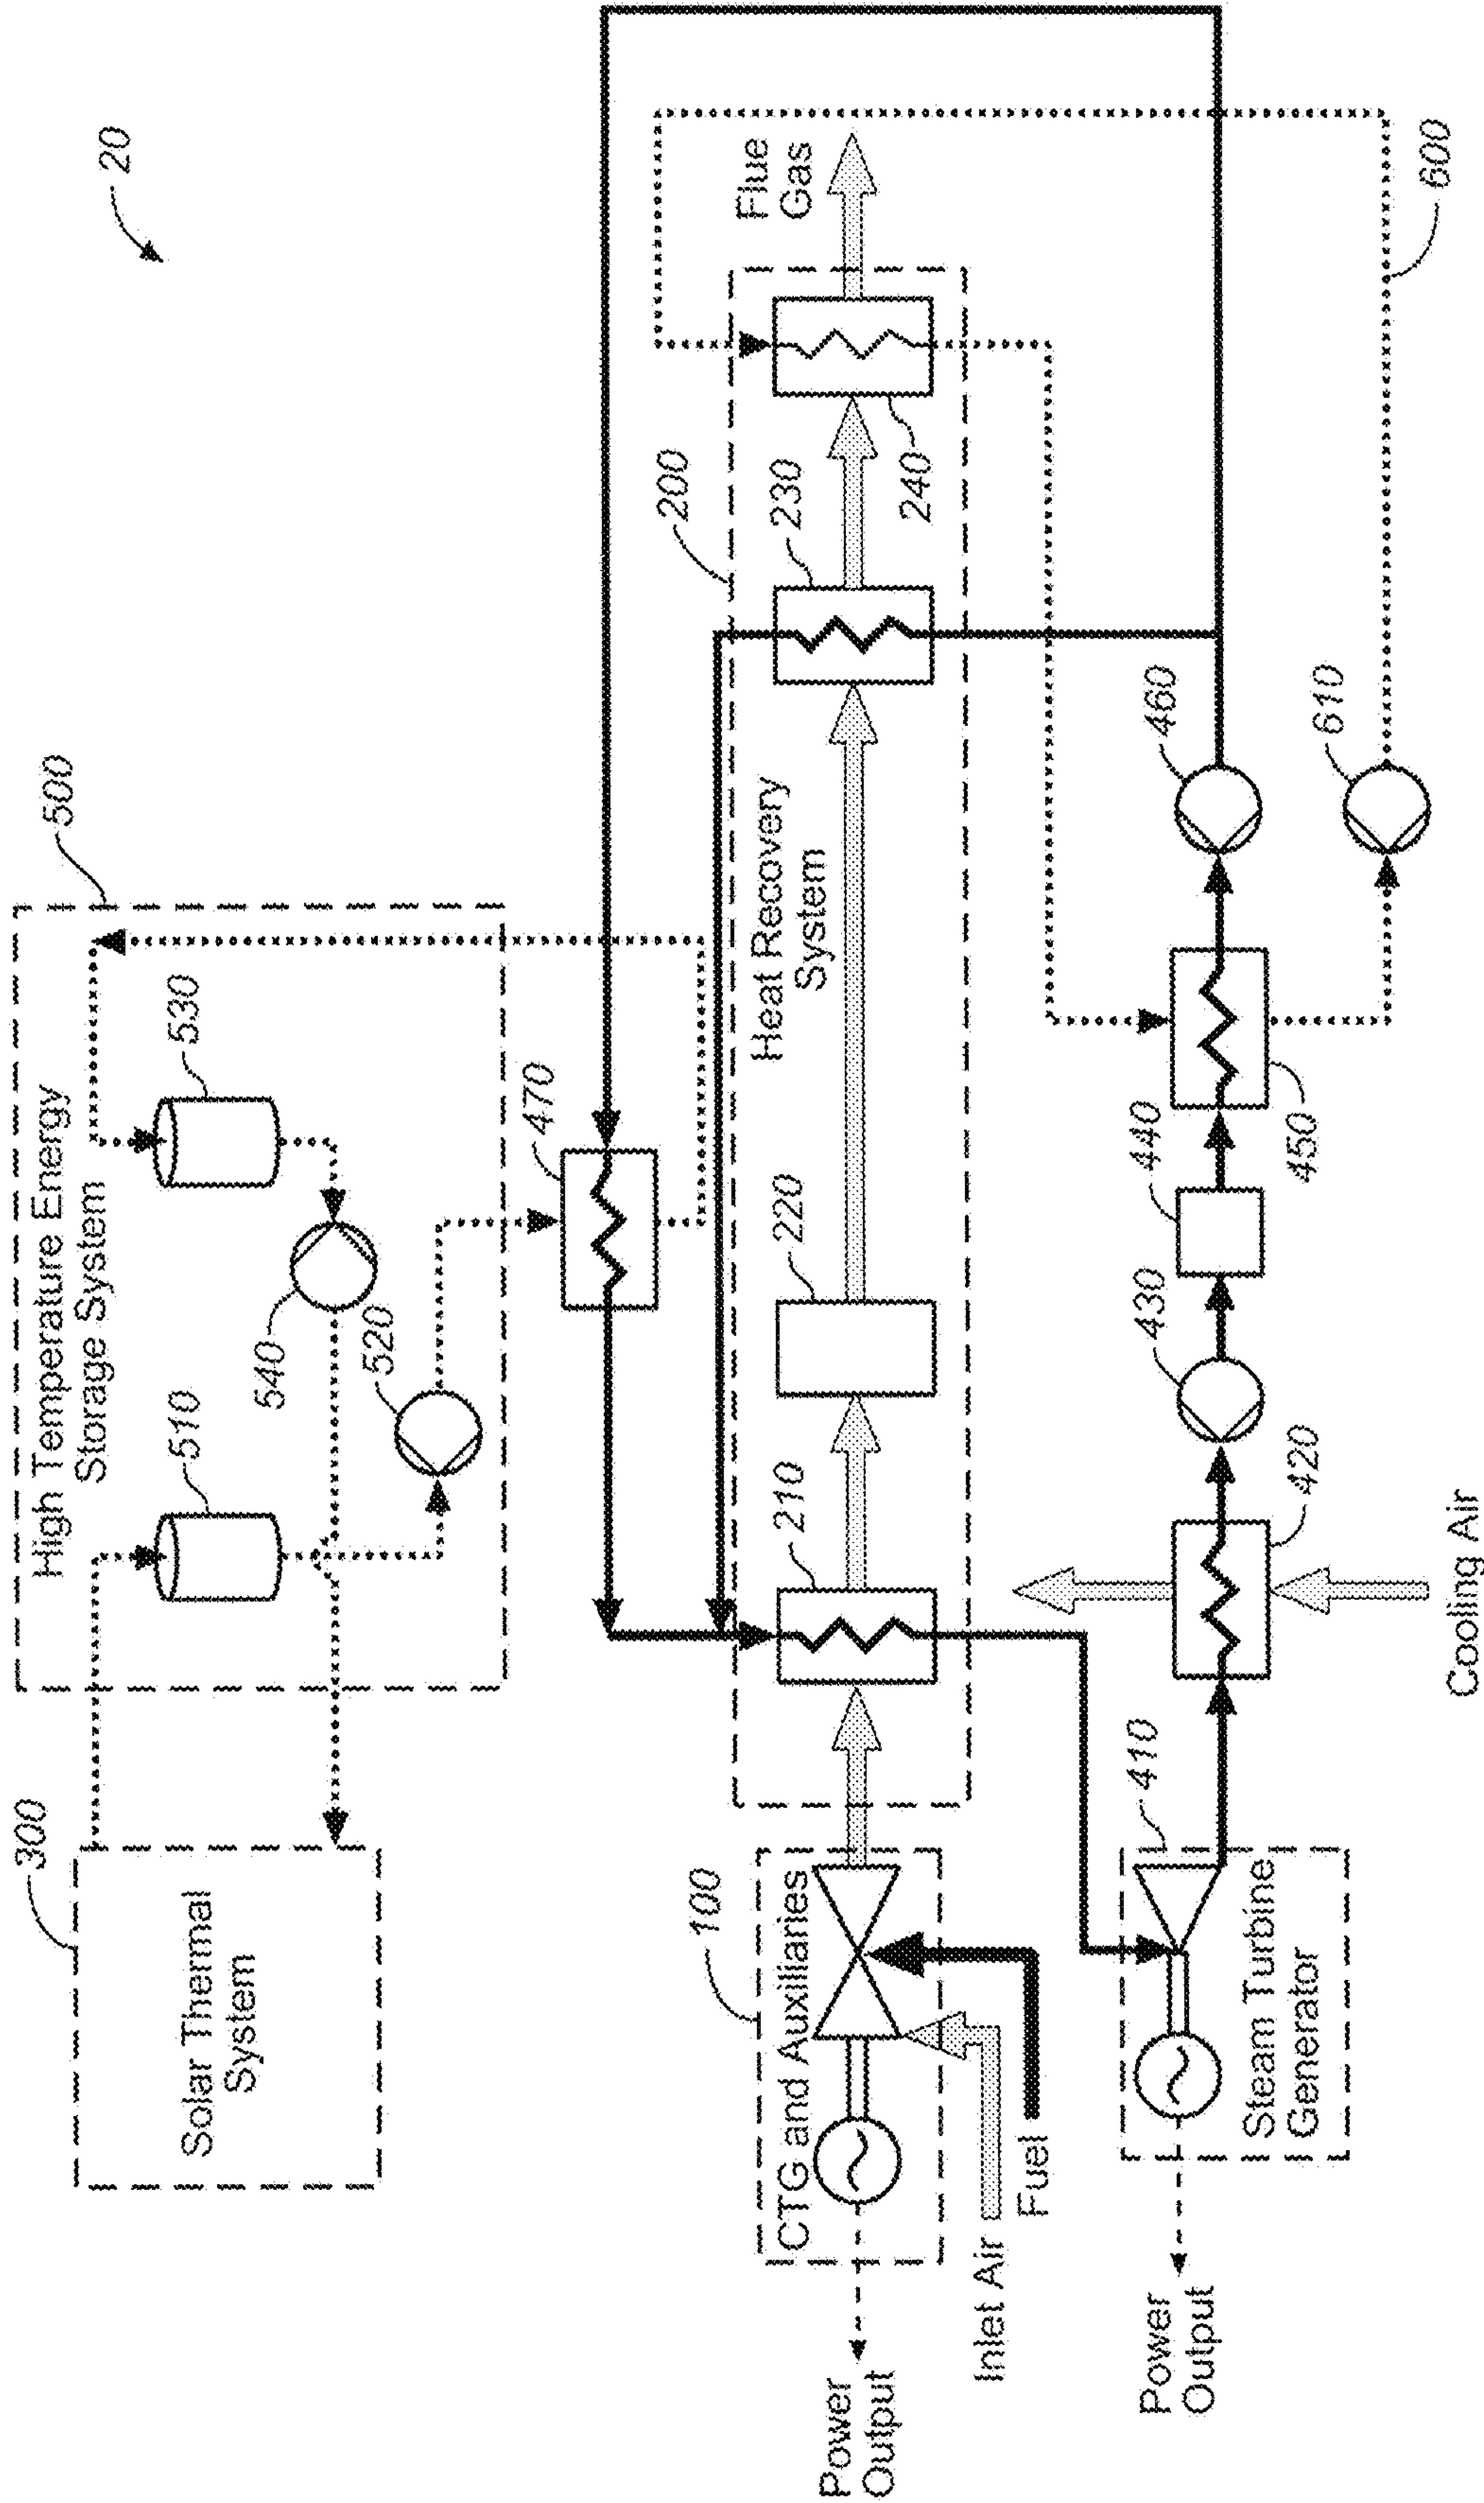 20
300
Solar Thermal
System
High Temperature Energy
Storage System
500
510
530
540
520
470
100
CTG and Auxiliaries
Power
Output
Inlet Air
Fuel
200
210
220
Heat Recovery
System
230
240
Flue
Gas
Power
Output
Steam Turbine
Generator
410
420
Cooling Air
430
440
450
460
610
600